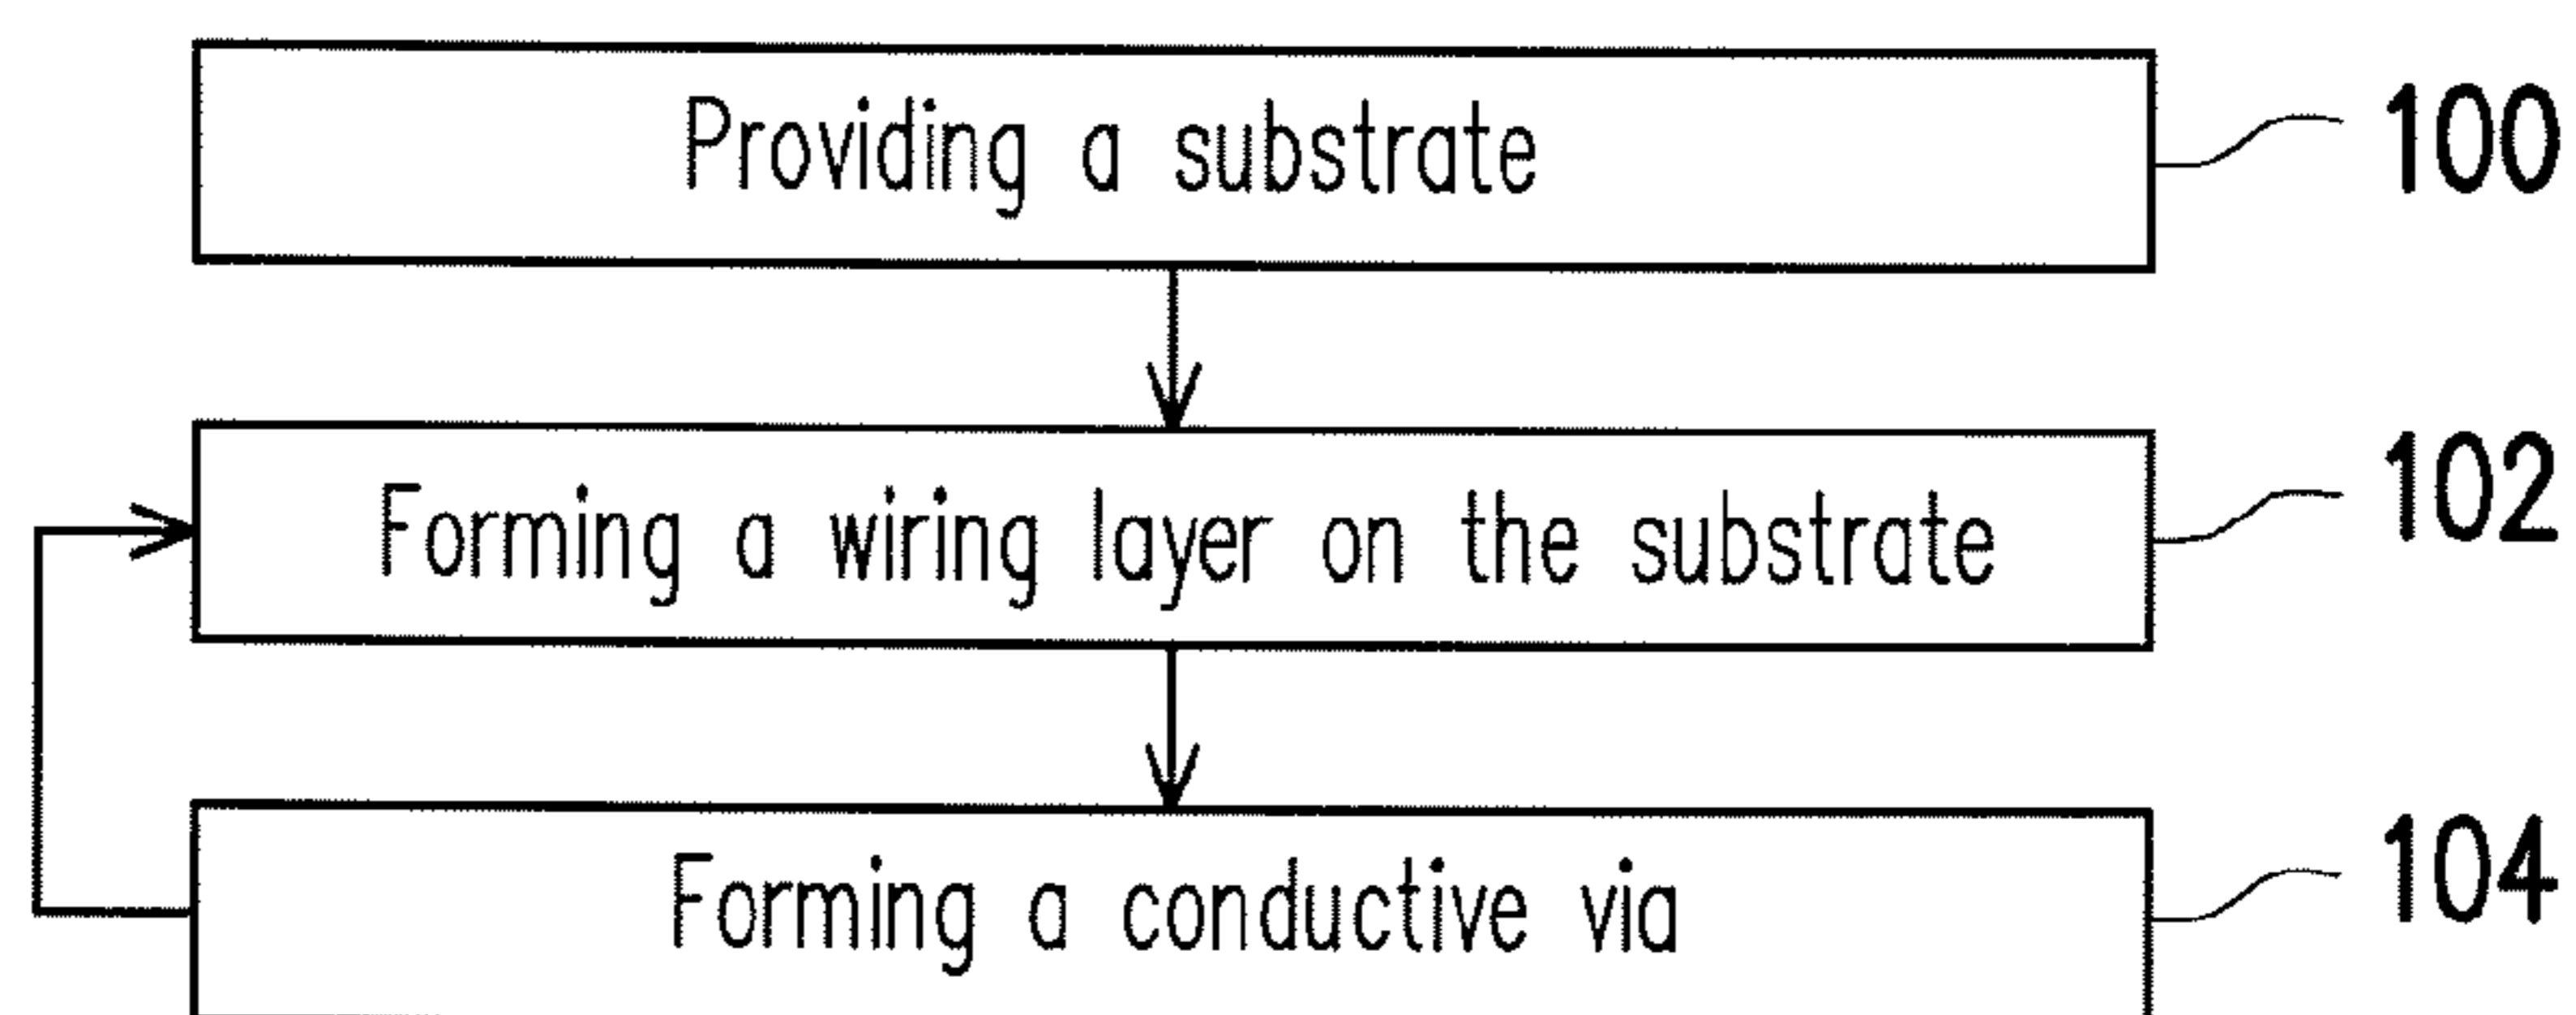 Providing a substrate 100
Forming a wiring layer on the substrate 102
Forming a conductive via 104